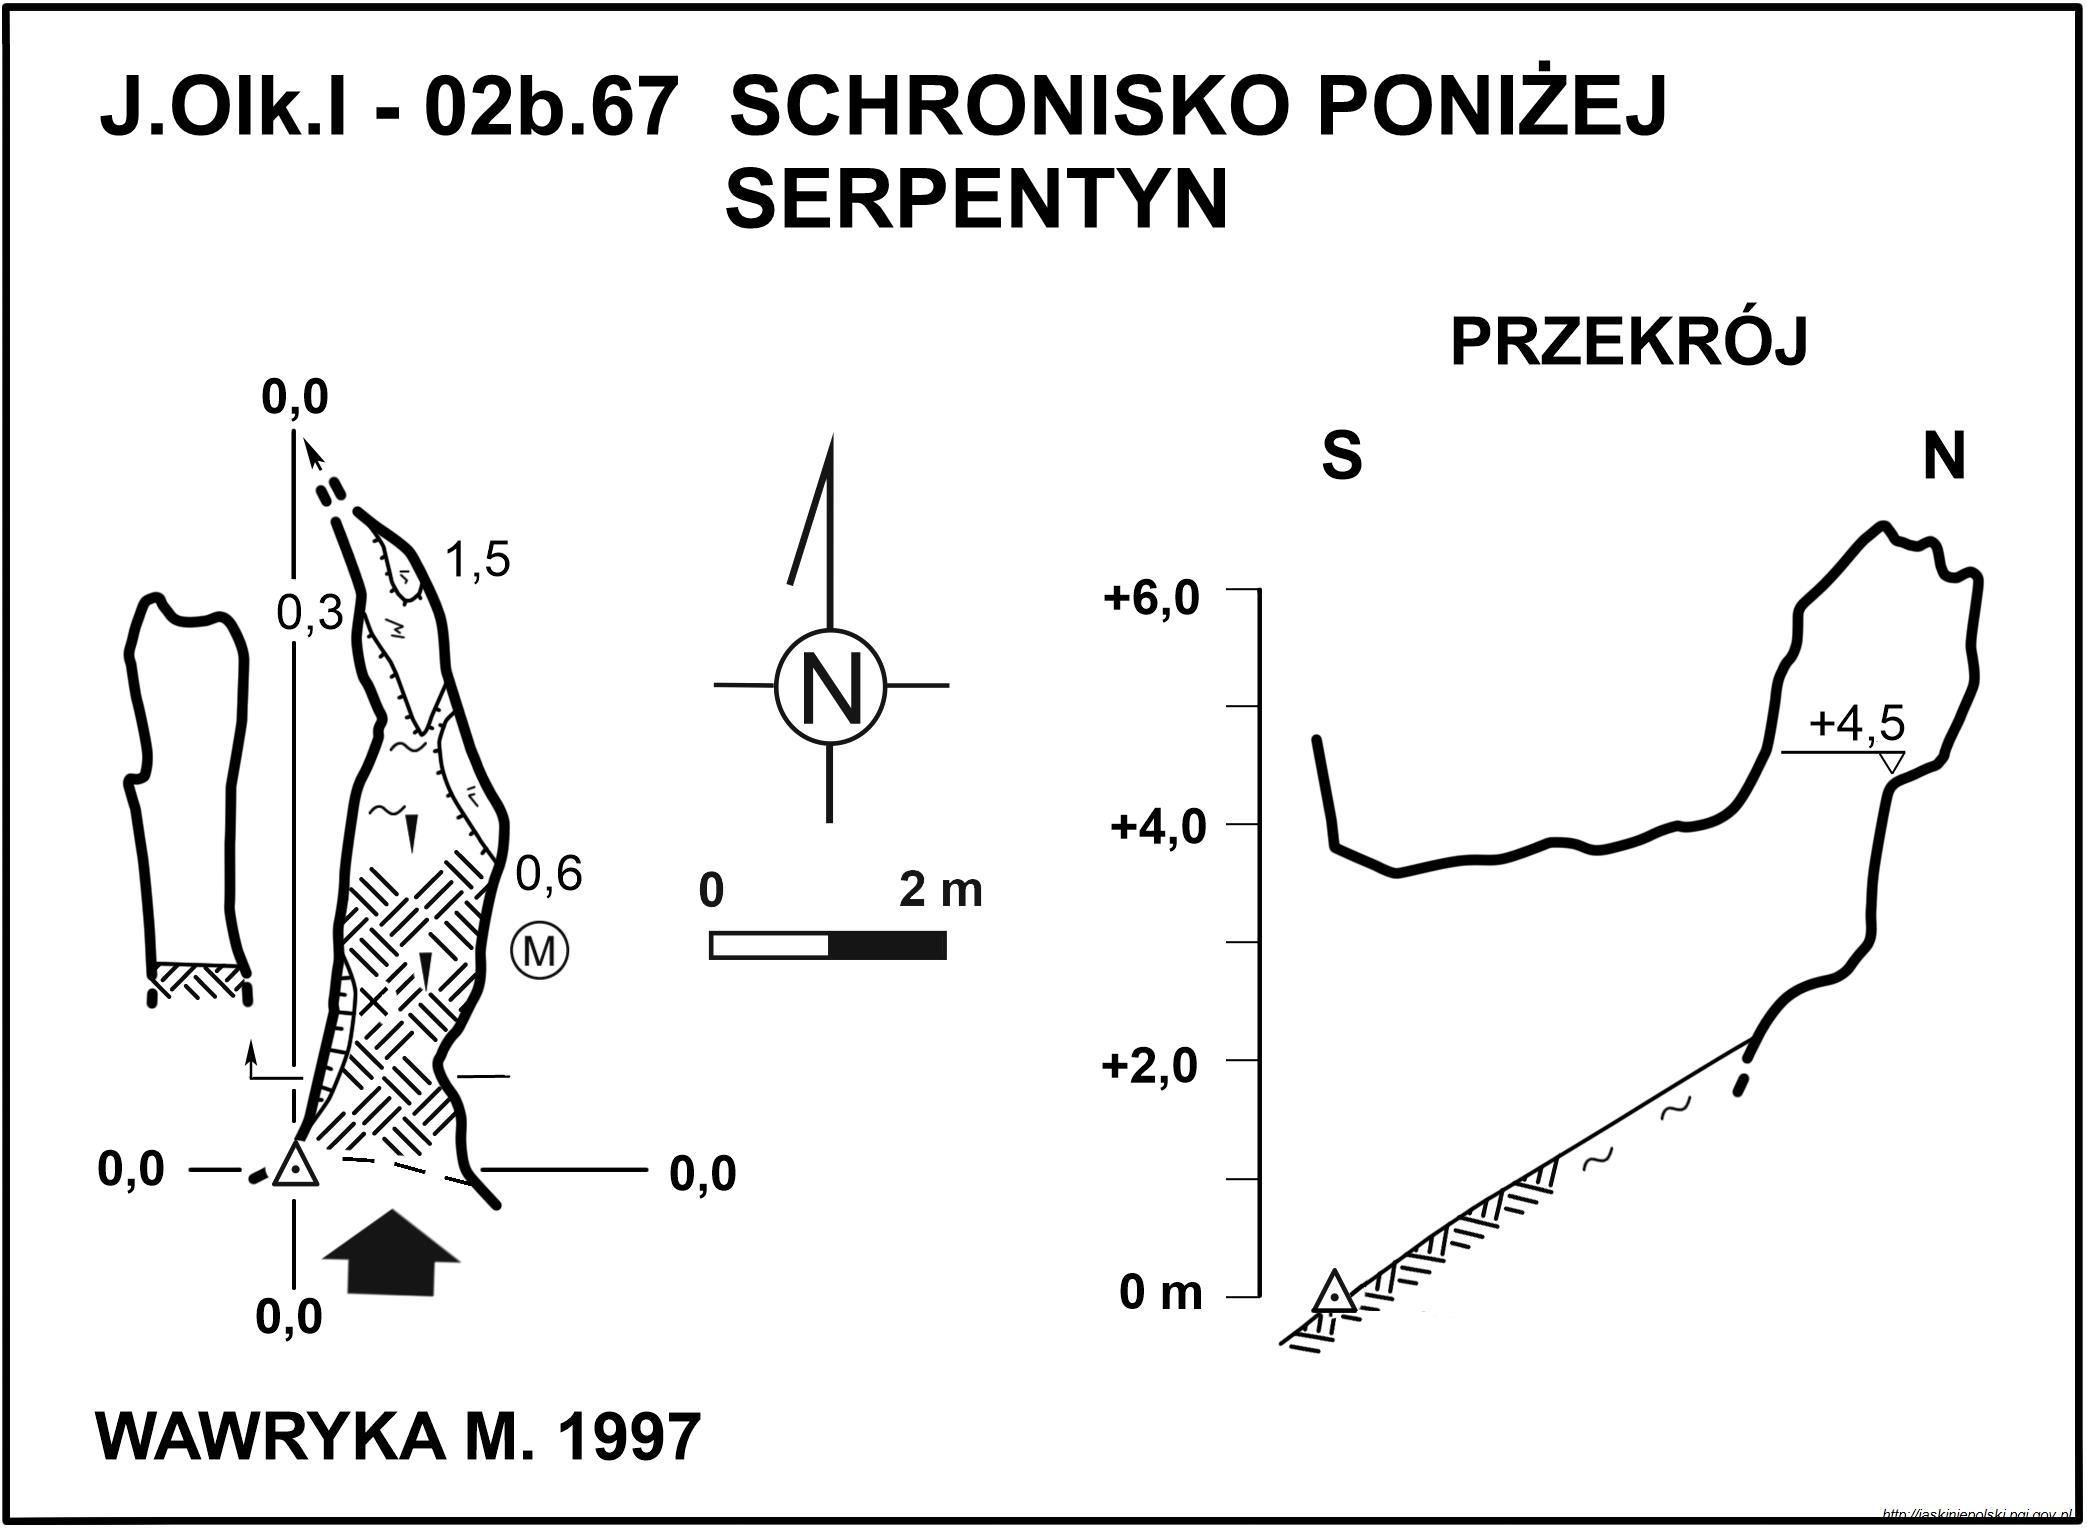 J.Olk.I - 02b.67 SCHRONISKO PONIŻEJ
SERPENTYN
PRZEKRÓJ
0,0
S
N
1,5
0,3
+6,0
N
+4,5
+4,0
0,6
0
2 m
M
+2,0
0,0
0,0
0 m
0,0
WAWRYKA M. 1997
http://jaskiniepolski.pgi.gov.pl